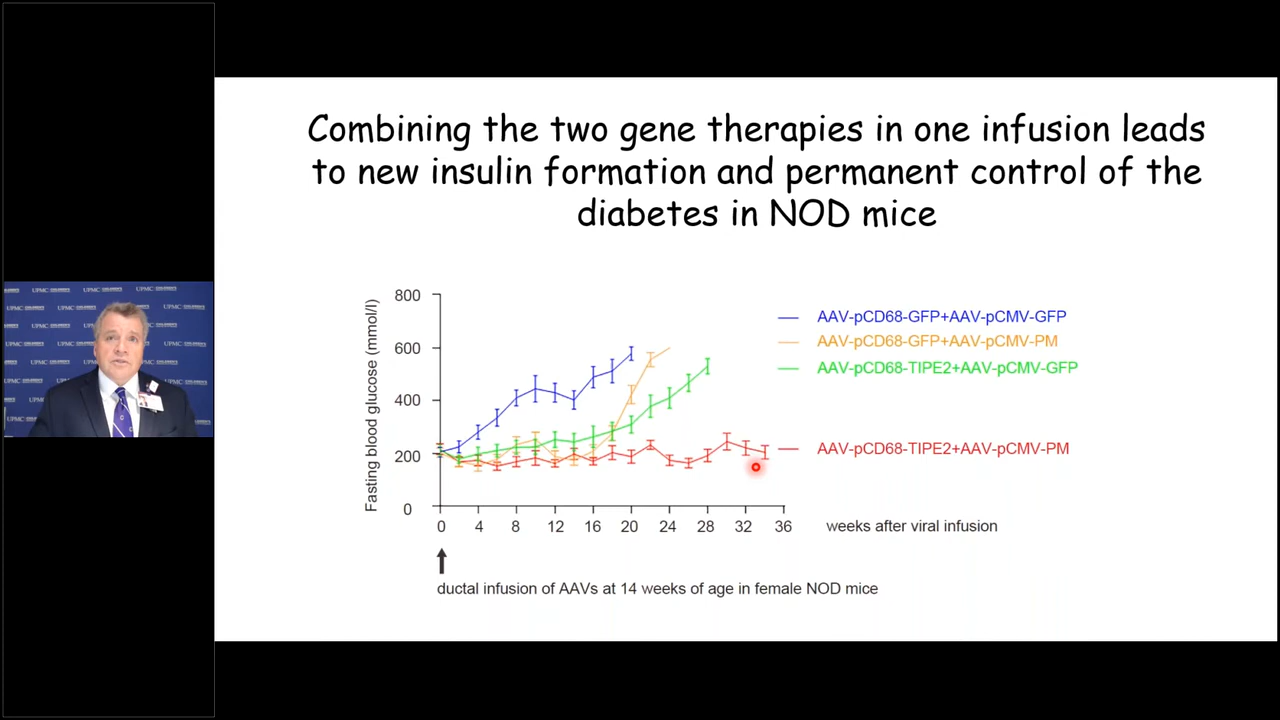 Combining the two gene therapies in one infusion leads
to new insulin formation and permanent control of the
diabetes in NOD mice
Fasting blood glucose (mmol/l)
800
600
400
200
0
0 4 8 12 16 20 24 28 32 36
weeks after viral infusion
AAV-pCD68-GFP+AAV-pCMV-GFP
AAV-pCD68-GFP+AAV-pCMV-PM
AAV-pCD68-TIPE2+AAV-pCMV-GFP
AAV-pCD68-TIPE2+AAV-pCMV-PM
ductal infusion of AAVs at 14 weeks of age in female NOD mice
UPMC